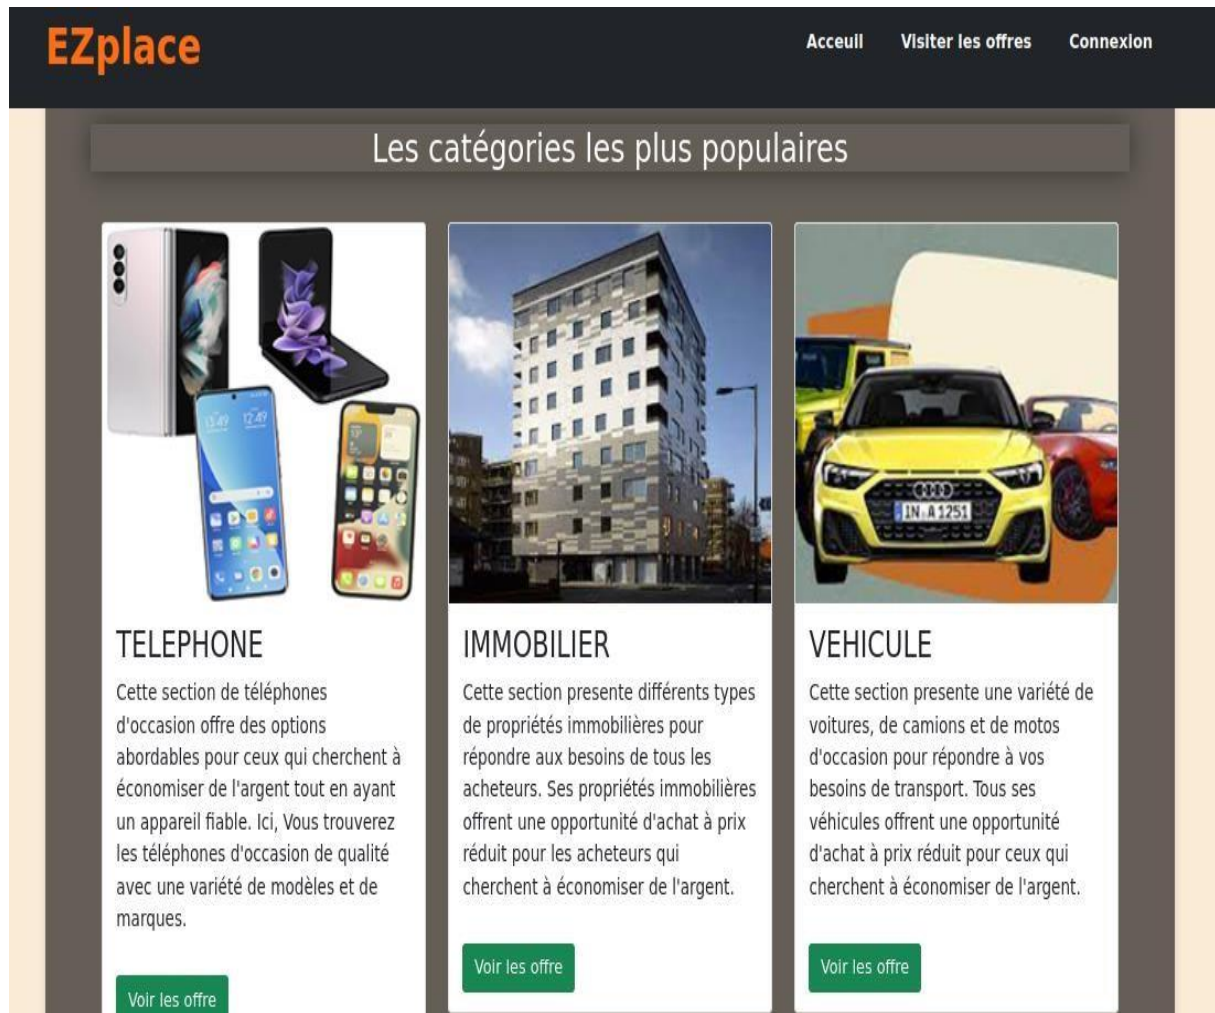 EZplace
Acceuil Visiter les offres Connexion
Les catégories les plus populaires
13:49 12:49
IN A 1251
TELEPHONE
Cette section de téléphones
d'occasion offre des options
abordables pour ceux qui cherchent à
économiser de l'argent tout en ayant
un appareil fiable. Ici, Vous trouverez
les téléphones d'occasion de qualité
avec une variété de modèles et de
marques.
Voir les offre
IMMOBILIER
Cette section presente différents types
de propriétés immobilières pour
répondre aux besoins de tous les
acheteurs. Ses propriétés immobilières
offrent une opportunité d'achat à prix
réduit pour les acheteurs qui
cherchent à économiser de l'argent.
Voir les offre
VEHICULE
Cette section presente une variété de
voitures, de camions et de motos
d'occasion pour répondre à vos
besoins de transport. Tous ses
véhicules offrent une opportunité
d'achat à prix réduit pour ceux qui
cherchent à économiser de l'argent.
Voir les offre